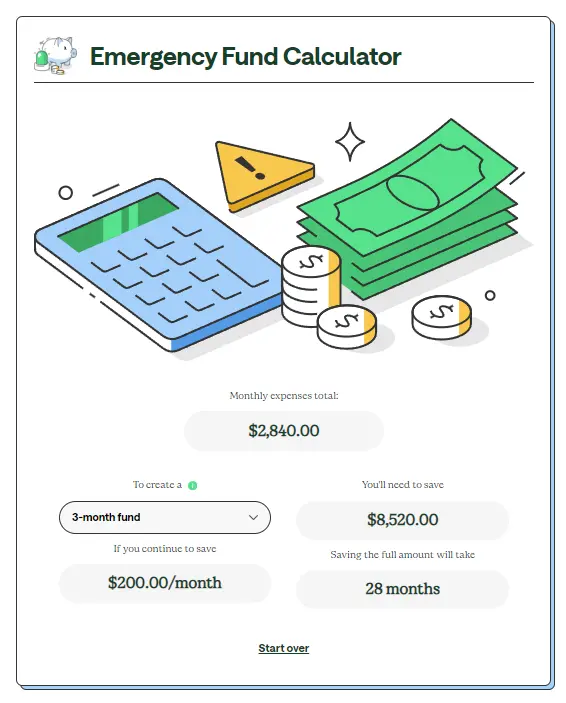 Emergency Fund Calculator
Monthly expenses total:
$2,840.00
To create a
3-month fund
You'll need to save
$8,520.00
If you continue to save
$200.00/month
Saving the full amount will take
28 months
Start over